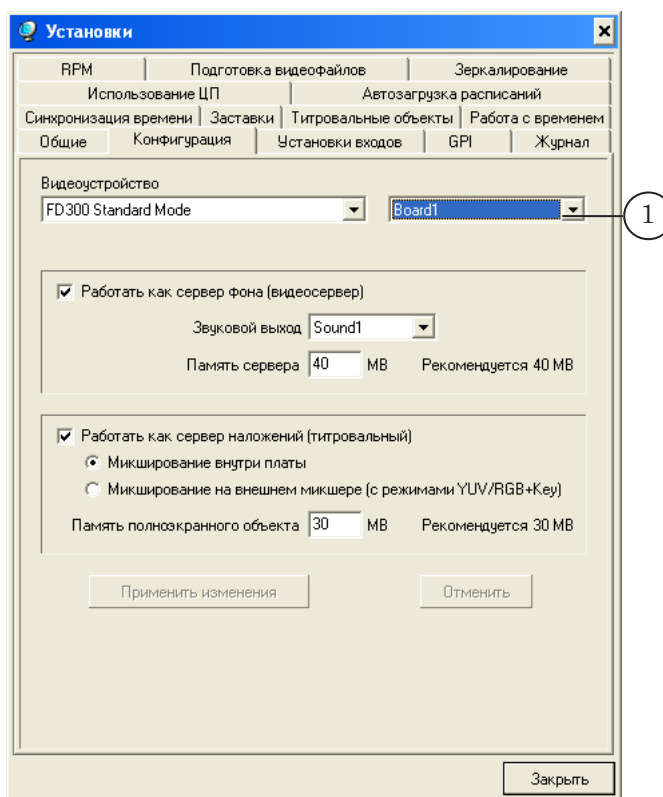 Установки
RPM Подготовка видеофайлов Зеркалирование
Использование ЦП Автозагрузка расписаний
Синхронизация времени Заставки Титровальные объекты Работа с временем
Общие Конфигурация Установки входов GPI Журнал
Видеоустройство
FD300 Standard Mode Board1 1
Работать как сервер фона (видеосервер)
Звуковой выход Sound1
Память сервера 40 MB Рекомендуется 40 MB
Работать как сервер наложений (титровальный)
Микширование внутри платы
Микширование на внешнем микшере (с режимами YUV/RGB+Key)
Память полноэкранного объекта 30 MB Рекомендуется 30 MB
Применить изменения Отменить
Закрыть